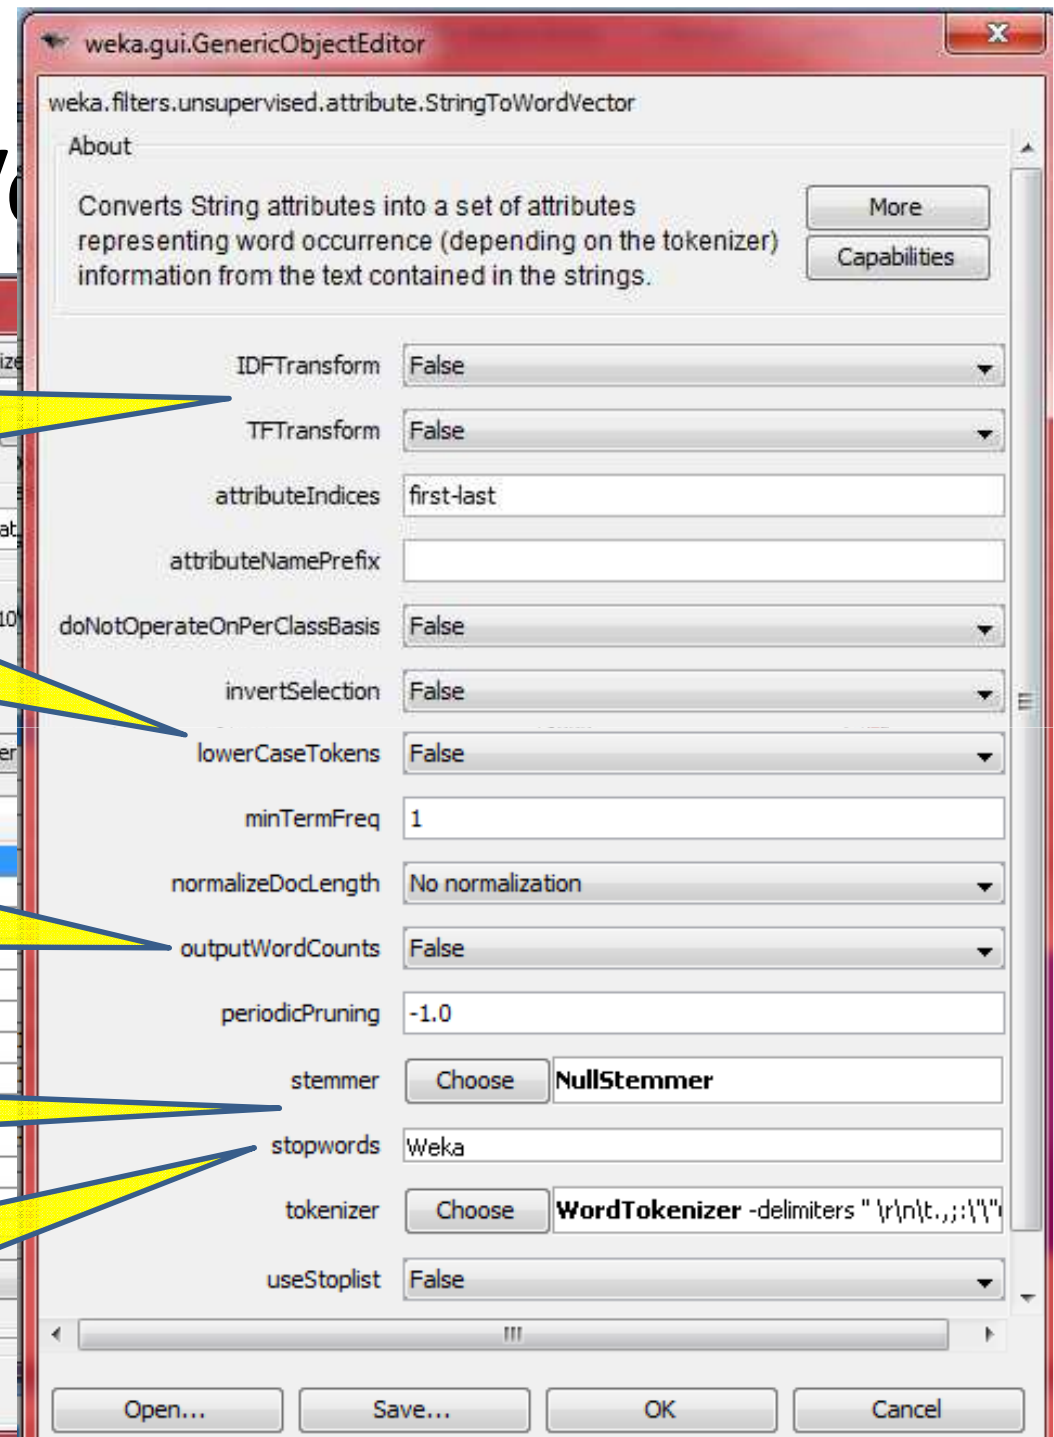 weka.gui.GenericObjectEditor
weka.filters.unsupervised.attribute.StringToWordVector
About
Converts String attributes into a set of attributes
representing word occurrence (depending on the tokenizer)
information from the text contained in the strings.
More
Capabilities
IDFTransform False
TFTransform False
attributeIndices first-last
attributeNamePrefix
doNotOperateOnPerClassBasis False
invertSelection False
lowerCaseTokens False
minTermFreq 1
normalizeDocLength No normalization
outputWordCounts False
periodicPruning -1.0
stemmer Choose NullStemmer
stopwords Weka
tokenizer Choose WordTokenizer -delimiters " \r\n\t.,;:\'\"
useStoplist False
Open... Save... OK Cancel